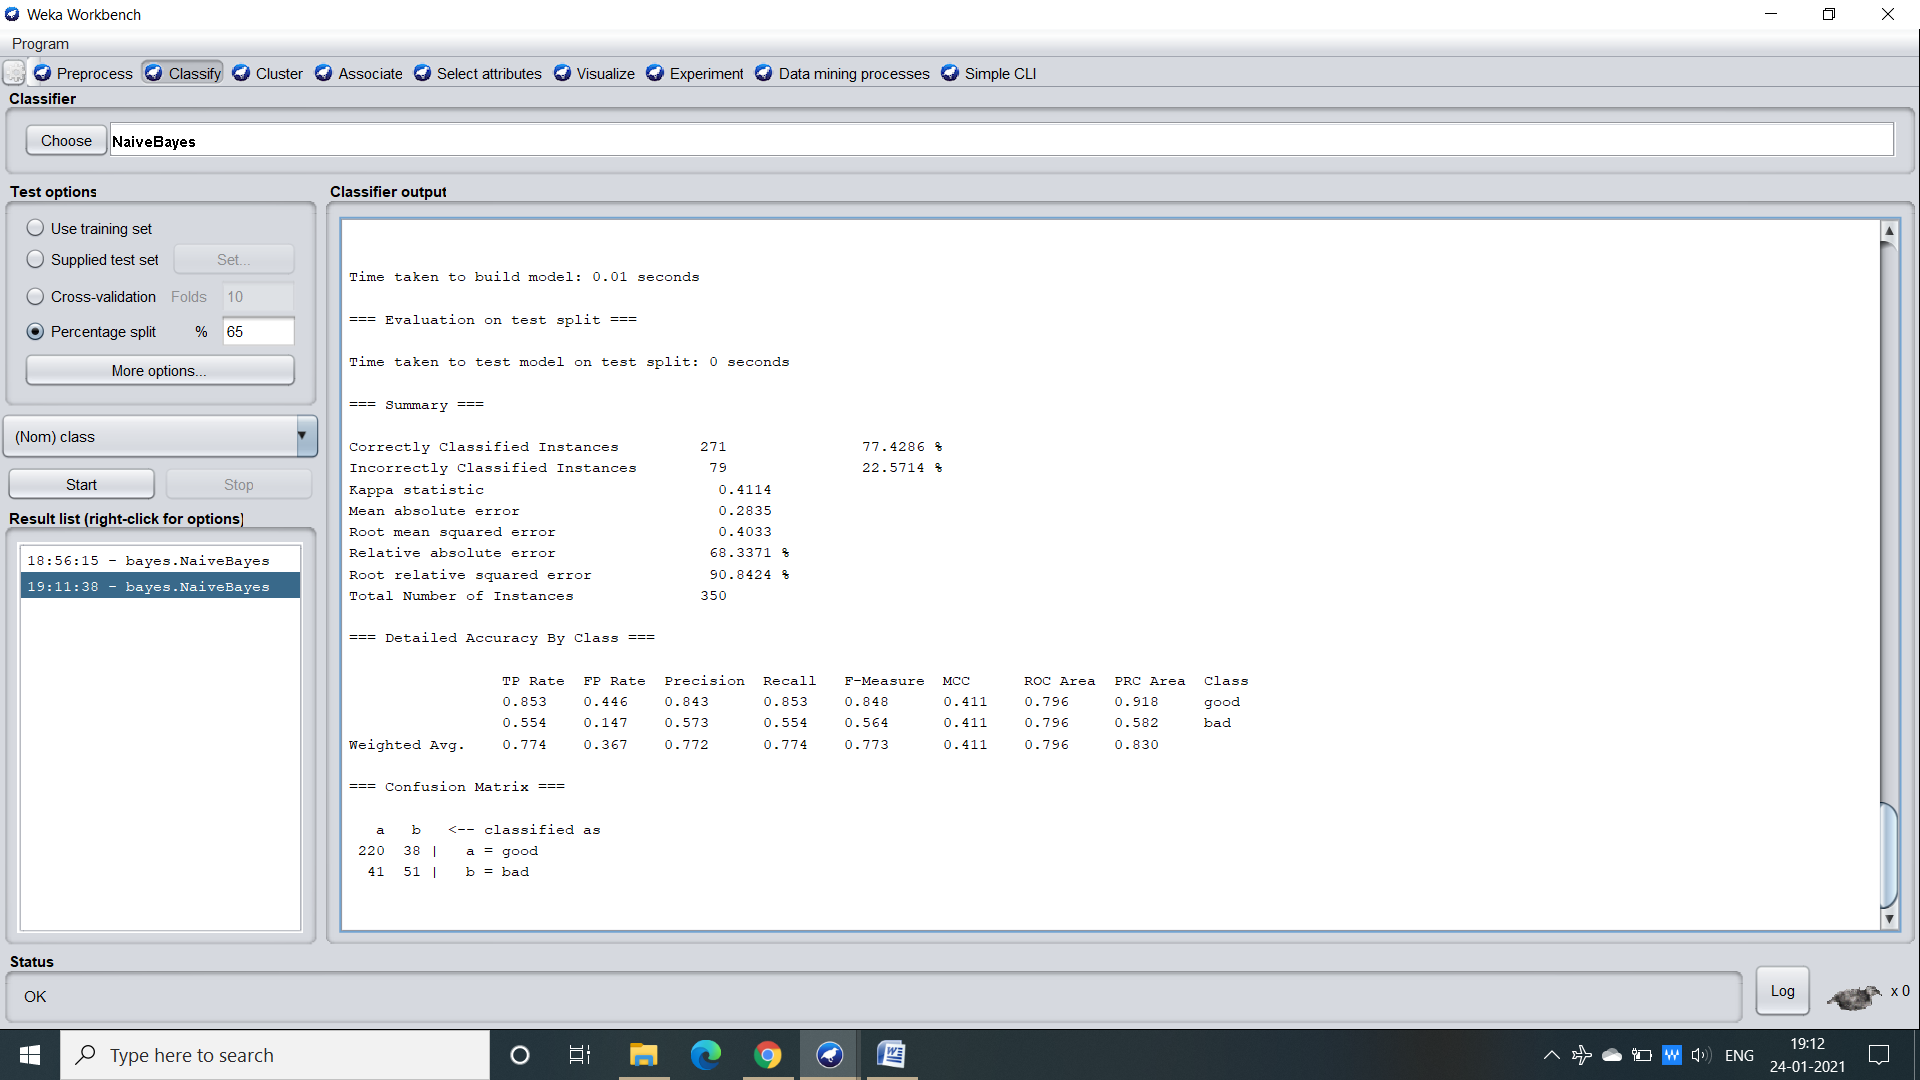 Weka Workbench
Program
Preprocess Classify Cluster Associate Select attributes Visualize Experiment Data mining processes Simple CLI
Classifier
Choose NaiveBayes
Test options
Use training set
Supplied test set Set...
Cross-validation Folds 10
Percentage split % 65
More options...
(Nom) class
Start Stop
Result list (right-click for options)
18:56:15 - bayes.NaiveBayes
19:11:38 - bayes.NaiveBayes
Classifier output
Time taken to build model: 0.01 seconds
=== Evaluation on test split ===
Time taken to test model on test split: 0 seconds
=== Summary ===
Correctly Classified Instances 271 77.4286 %
Incorrectly Classified Instances 79 22.5714 %
Kappa statistic 0.4114
Mean absolute error 0.2835
Root mean squared error 0.4033
Relative absolute error 68.3371 %
Root relative squared error 90.8424 %
Total Number of Instances 350
=== Detailed Accuracy By Class ===
TP Rate FP Rate Precision Recall F-Measure MCC ROC Area PRC Area Class
0.853 0.446 0.843 0.853 0.848 0.411 0.796 0.918 good
0.554 0.147 0.573 0.554 0.564 0.411 0.796 0.582 bad
Weighted Avg. 0.774 0.367 0.772 0.774 0.773 0.411 0.796 0.830
=== Confusion Matrix ===
a b <-- classified as
220 38 | a = good
41 51 | b = bad
Status
OK
Log
x 0
Type here to search
ENG
19:12
24-01-2021